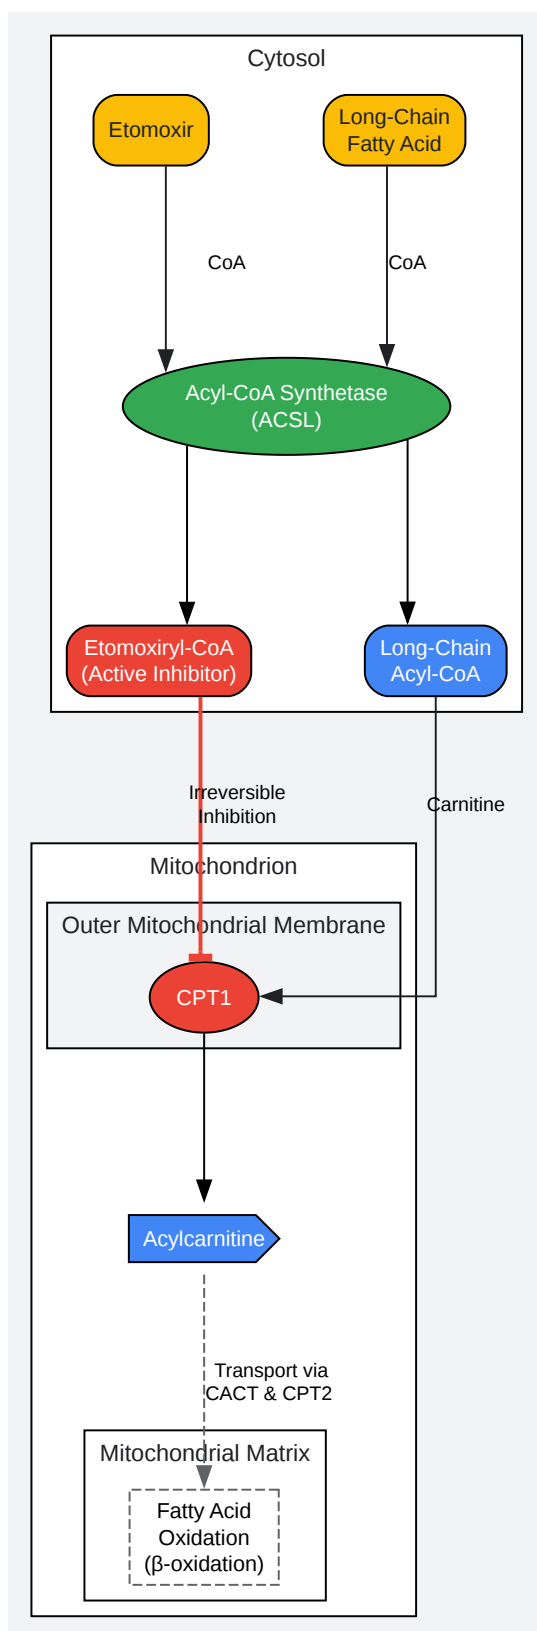 Cytosol
Etomoxir
Long-Chain
Fatty Acid
CoA
CoA
Acyl-CoA Synthetase
(ACSL)
Etomoxiryl-CoA
(Active Inhibitor)
Long-Chain
Acyl-CoA
Irreversible
Inhibition
Carnitine
Mitochondrion
Outer Mitochondrial Membrane
CPT1
Acylcarnitine
Transport via
CACT & CPT2
Mitochondrial Matrix
Fatty Acid
Oxidation
(β-oxidation)